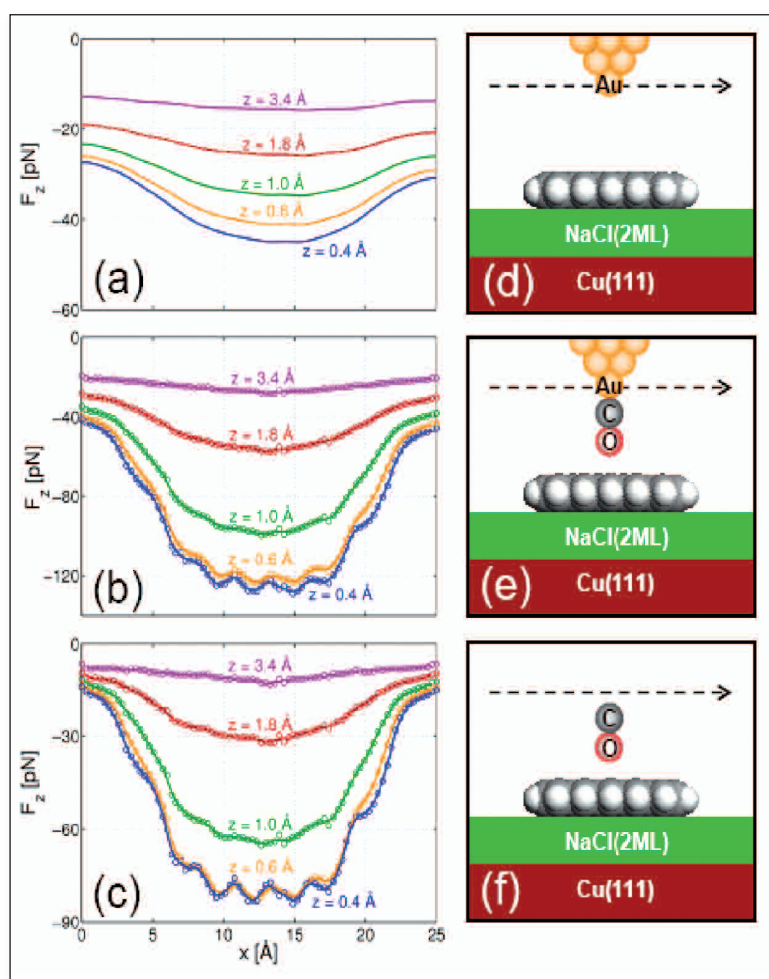 0
−20
−40
−60
F_z [pN]
z = 3.4 Å
z = 1.8 Å
z = 1.0 Å
z = 0.6 Å
z = 0.4 Å
(a)
Au
NaCl(2ML)
Cu(111)
(d)
0
−40
−80
−120
F_z [pN]
z = 3.4 Å
z = 1.8 Å
z = 1.0 Å
z = 0.6 Å
z = 0.4 Å
(b)
Au
C
O
NaCl(2ML)
Cu(111)
(e)
0
−30
−60
−90
F_z [pN]
z = 3.4 Å
z = 1.8 Å
z = 1.0 Å
z = 0.6 Å
z = 0.4 Å
(c)
0 5 10 15 20 25
x [Å]
C
O
NaCl(2ML)
Cu(111)
(f)